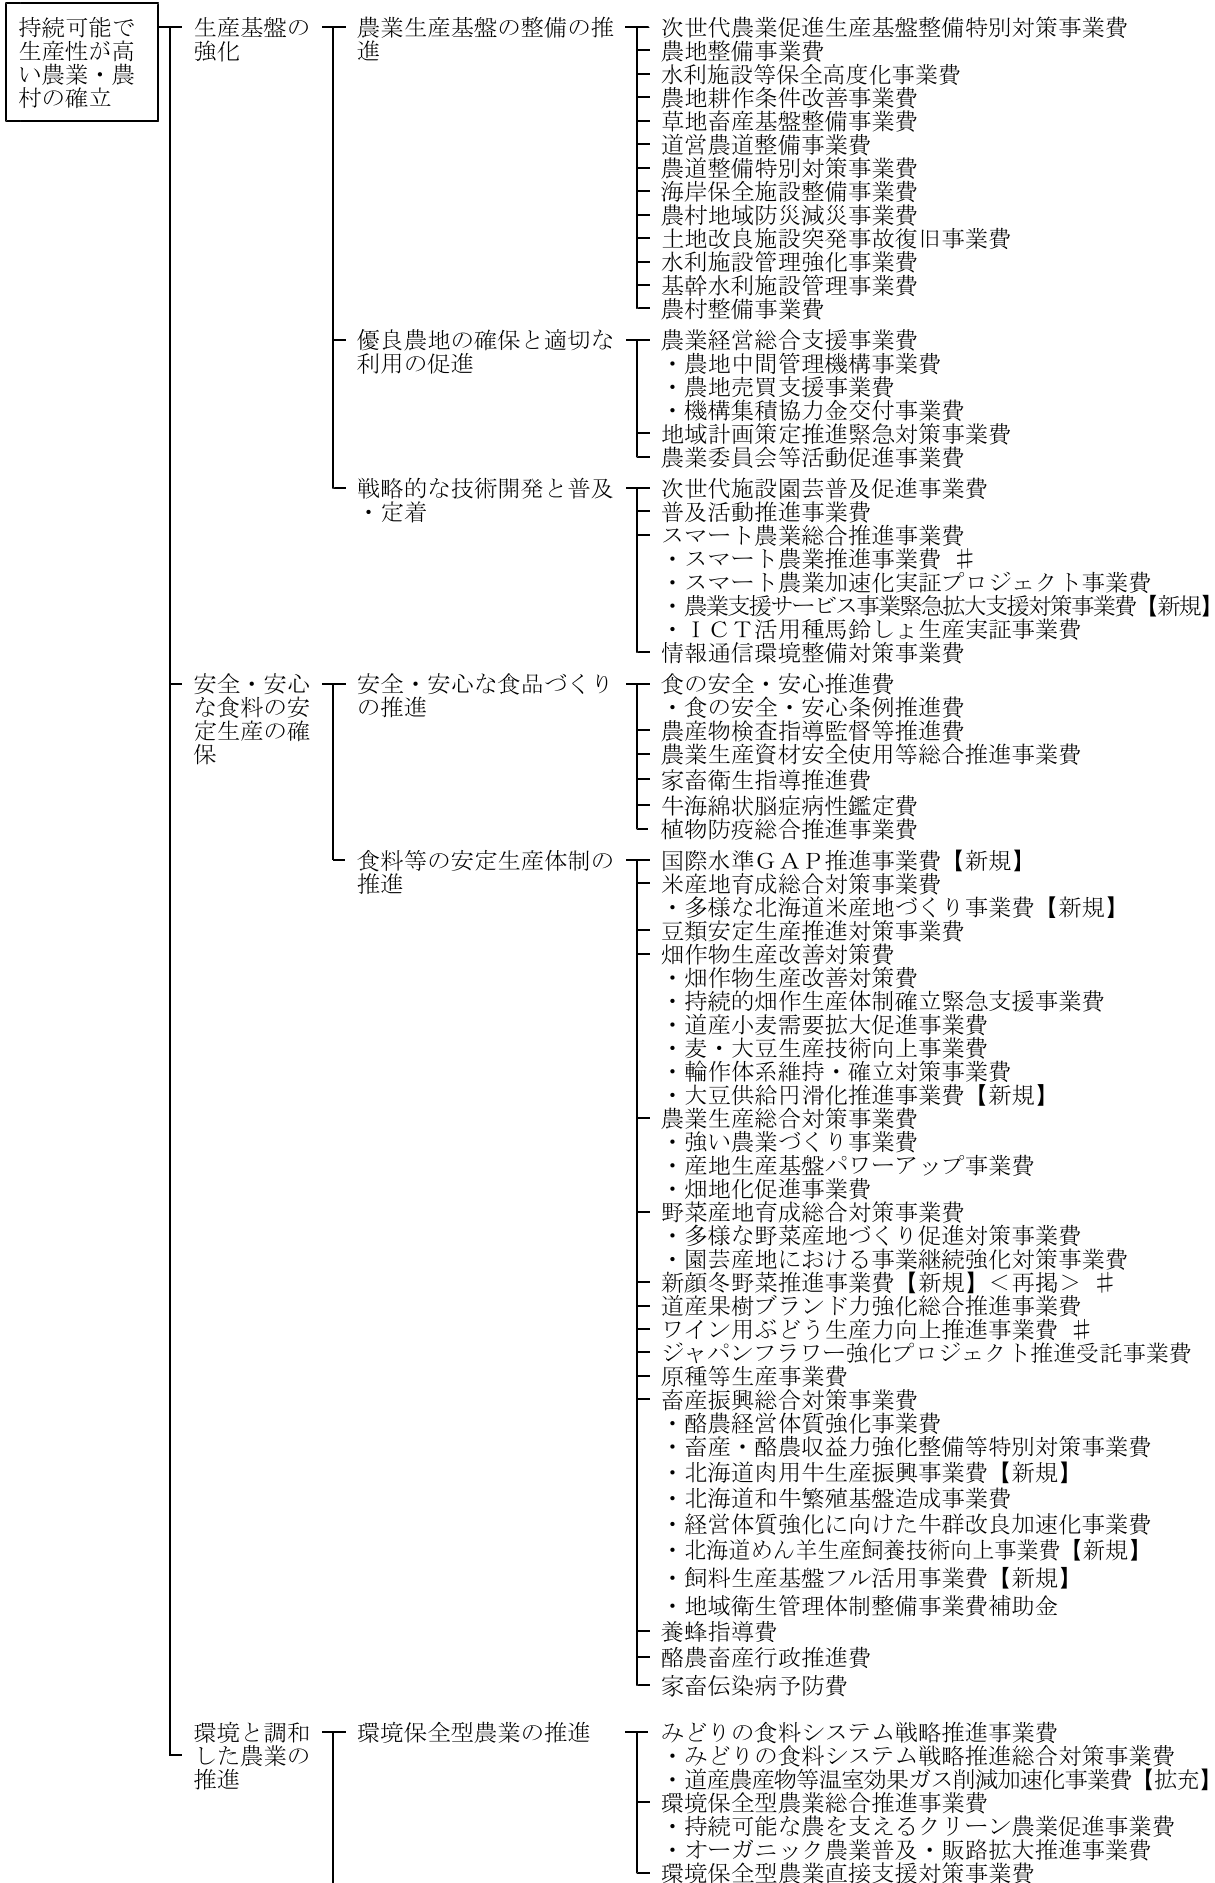 持続可能で
生産性が高
い農業・農
村の確立
生産基盤の
強化
農業生産基盤の整備の推
進
次世代農業促進生産基盤整備特別対策事業費
農地整備事業費
水利施設等保全高度化事業費
農地耕作条件改善事業費
草地畜産基盤整備事業費
道営農道整備事業費
農道整備特別対策事業費
海岸保全施設整備事業費
農村地域防災減災事業費
土地改良施設突発事故復旧事業費
水利施設管理強化事業費
基幹水利施設管理事業費
農村整備事業費
優良農地の確保と適切な
利用の促進
農業経営総合支援事業費
・農地中間管理機構事業費
・農地売買支援事業費
・機構集積協力金交付事業費
地域計画策定推進緊急対策事業費
農業委員会等活動促進事業費
戦略的な技術開発と普及
・定着
次世代施設園芸普及促進事業費
普及活動推進事業費
スマート農業総合推進事業費
・スマート農業推進事業費 ♯
・スマート農業加速化実証プロジェクト事業費
・農業支援サービス事業緊急拡大支援対策事業費【新規】
・ＩＣＴ活用種馬鈴しょ生産実証事業費
情報通信環境整備対策事業費
安全・安心
な食料の安
定生産の確
保
安全・安心な食品づくり
の推進
食の安全・安心推進費
・食の安全・安心条例推進費
農産物検査指導監督等推進費
農業生産資材安全使用等総合推進事業費
家畜衛生指導推進費
牛海綿状脳症病性鑑定費
植物防疫総合推進事業費
食料等の安定生産体制の
推進
国際水準ＧＡＰ推進事業費【新規】
米産地育成総合対策事業費
・多様な北海道米産地づくり事業費【新規】
豆類安定生産推進対策事業費
畑作物生産改善対策費
・畑作物生産改善対策費
・持続的畑作生産体制確立緊急支援事業費
・道産小麦需要拡大促進事業費
・麦・大豆生産技術向上事業費
・輪作体系維持・確立対策事業費
・大豆供給円滑化推進事業費【新規】
農業生産総合対策事業費
・強い農業づくり事業費
・産地生産基盤パワーアップ事業費
・畑地化促進事業費
野菜産地育成総合対策事業費
・多様な野菜産地づくり促進対策事業費
・園芸産地における事業継続強化対策事業費
新顔冬野菜推進事業費【新規】＜再掲＞ ♯
道産果樹ブランド力強化総合推進事業費
ワイン用ぶどう生産力向上推進事業費 ♯
ジャパンフラワー強化プロジェクト推進受託事業費
原種等生産事業費
畜産振興総合対策事業費
・酪農経営体質強化事業費
・畜産・酪農収益力強化整備等特別対策事業費
・北海道肉用牛生産振興事業費【新規】
・北海道和牛繁殖基盤造成事業費
・経営体質強化に向けた牛群改良加速化事業費
・北海道めん羊生産飼養技術向上事業費【新規】
・飼料生産基盤フル活用事業費【新規】
・地域衛生管理体制整備事業費補助金
養蜂指導費
酪農畜産行政推進費
家畜伝染病予防費
環境と調和
した農業の
推進
環境保全型農業の推進
みどりの食料システム戦略推進事業費
・みどりの食料システム戦略推進総合対策事業費
・道産農産物等温室効果ガス削減加速化事業費【拡充】
環境保全型農業総合推進事業費
・持続可能な農を支えるクリーン農業促進事業費
・オーガニック農業普及・販路拡大推進事業費
環境保全型農業直接支援対策事業費